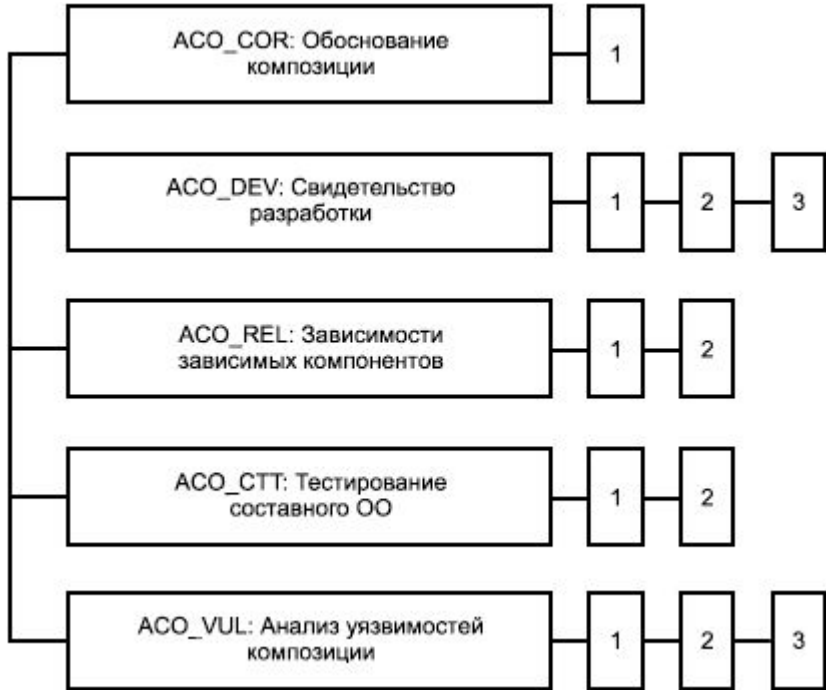 ACO_COR: Обоснование
композиции
1
ACO_DEV: Свидетельство
разработки
1
2
3
ACO_REL: Зависимости
зависимых компонентов
1
2
ACO_CTT: Тестирование
составного ОО
1
2
ACO_VUL: Анализ уязвимостей
композиции
1
2
3